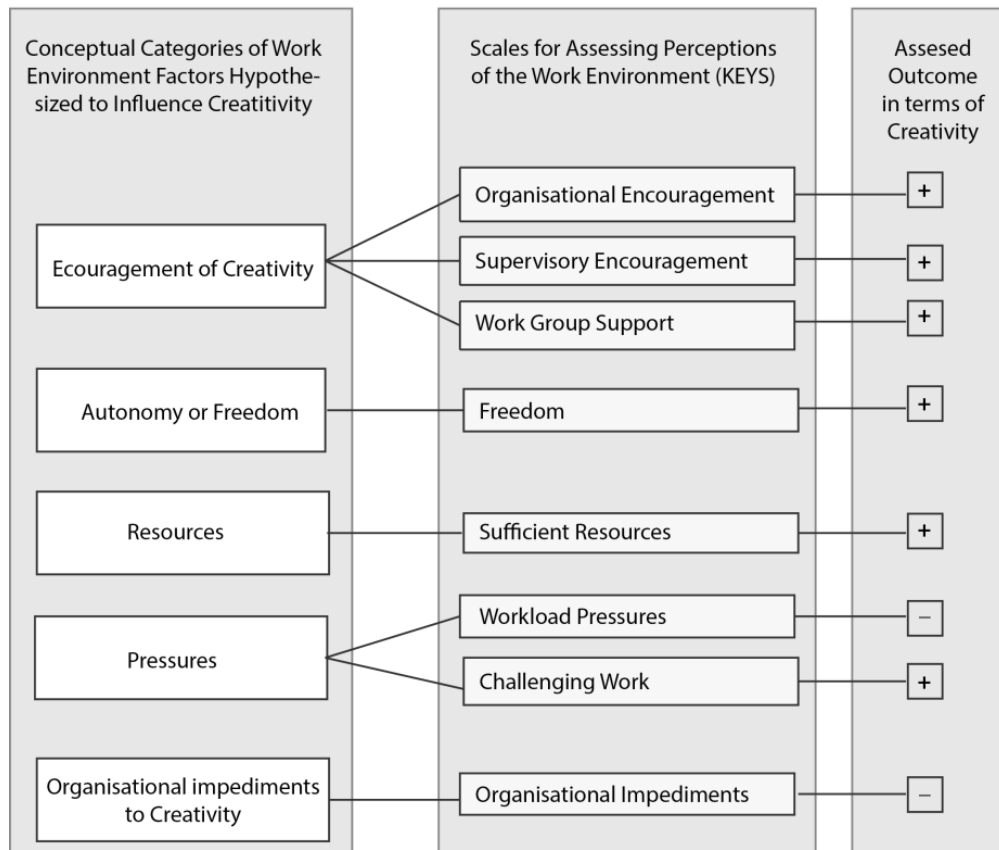 Conceptual Categories of Work
Environment Factors Hypothe-
sized to Influence Creatitivity
Scales for Assessing Perceptions
of the Work Environment (KEYS)
Assesed
Outcome
in terms of
Creativity
Ecouragement of Creativity
Organisational Encouragement
+
Supervisory Encouragement
+
Work Group Support
+
Autonomy or Freedom
Freedom
+
Resources
Sufficient Resources
+
Pressures
Workload Pressures
–
Challenging Work
+
Organisational impediments
to Creativity
Organisational Impediments
–